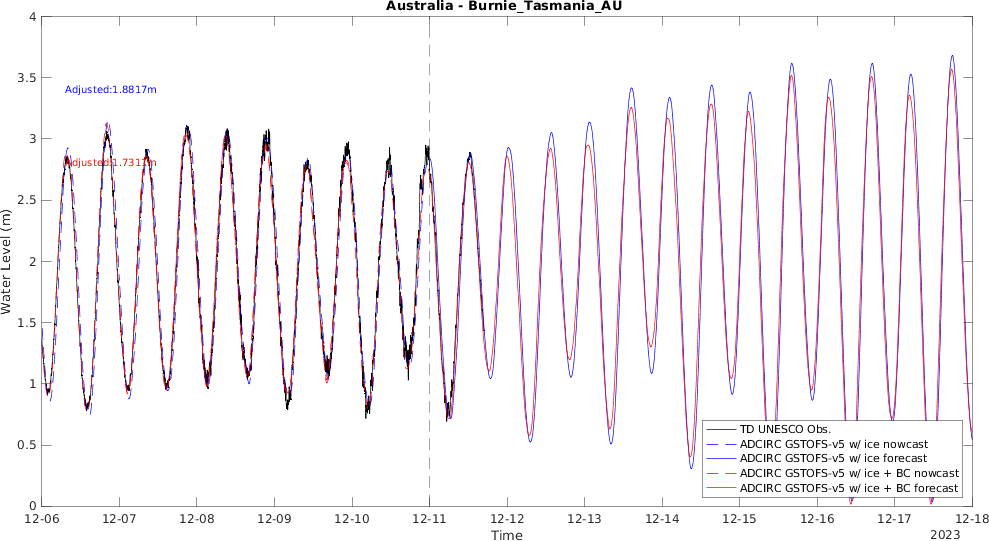 Australia - Burnie_Tasmania_AU
4
3.5
3
2.5
2
1.5
1
0.5
0
Water Level (m)
Adjusted:1.8817m
Adjusted:1.7311m
TD UNESCO Obs.
ADCIRC GSTOFS-v5 w/ ice nowcast
ADCIRC GSTOFS-v5 w/ ice forecast
ADCIRC GSTOFS-v5 w/ ice + BC nowcast
ADCIRC GSTOFS-v5 w/ ice + BC forecast
12-06 12-07 12-08 12-09 12-10 12-11 12-12 12-13 12-14 12-15 12-16 12-17 12-18
Time
2023